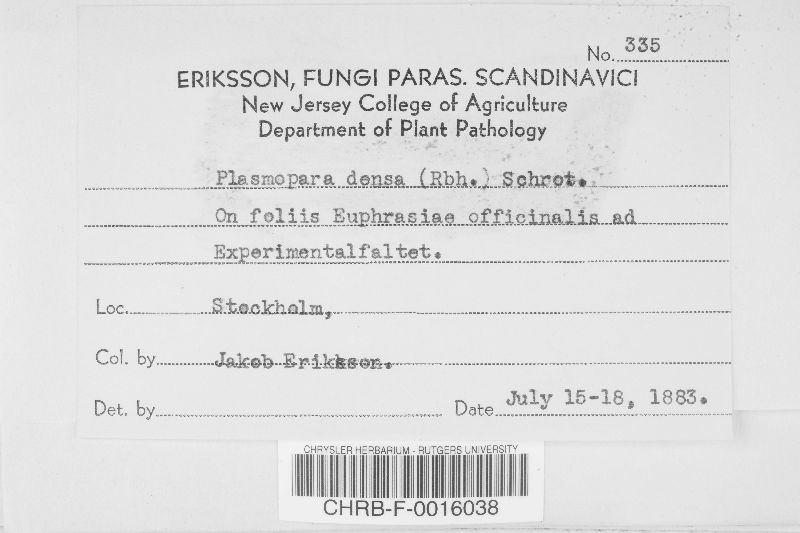 No. 335
ERIKSSON, FUNGI PARAS. SCANDINAVICI
New Jersey College of Agriculture
Department of Plant Pathology
Plasmopara densa (Rbh.) Schrot.
On foliis Euphrasiae officinalis ad
Experimentalfaltet.
Loc. Stockholm,
Col. by Jakob Eriksson.
Det. by Date July 15-18, 1883.
CHRYSLER HERBARIUM - RUTGERS UNIVERSITY
CHRB-F-0016038